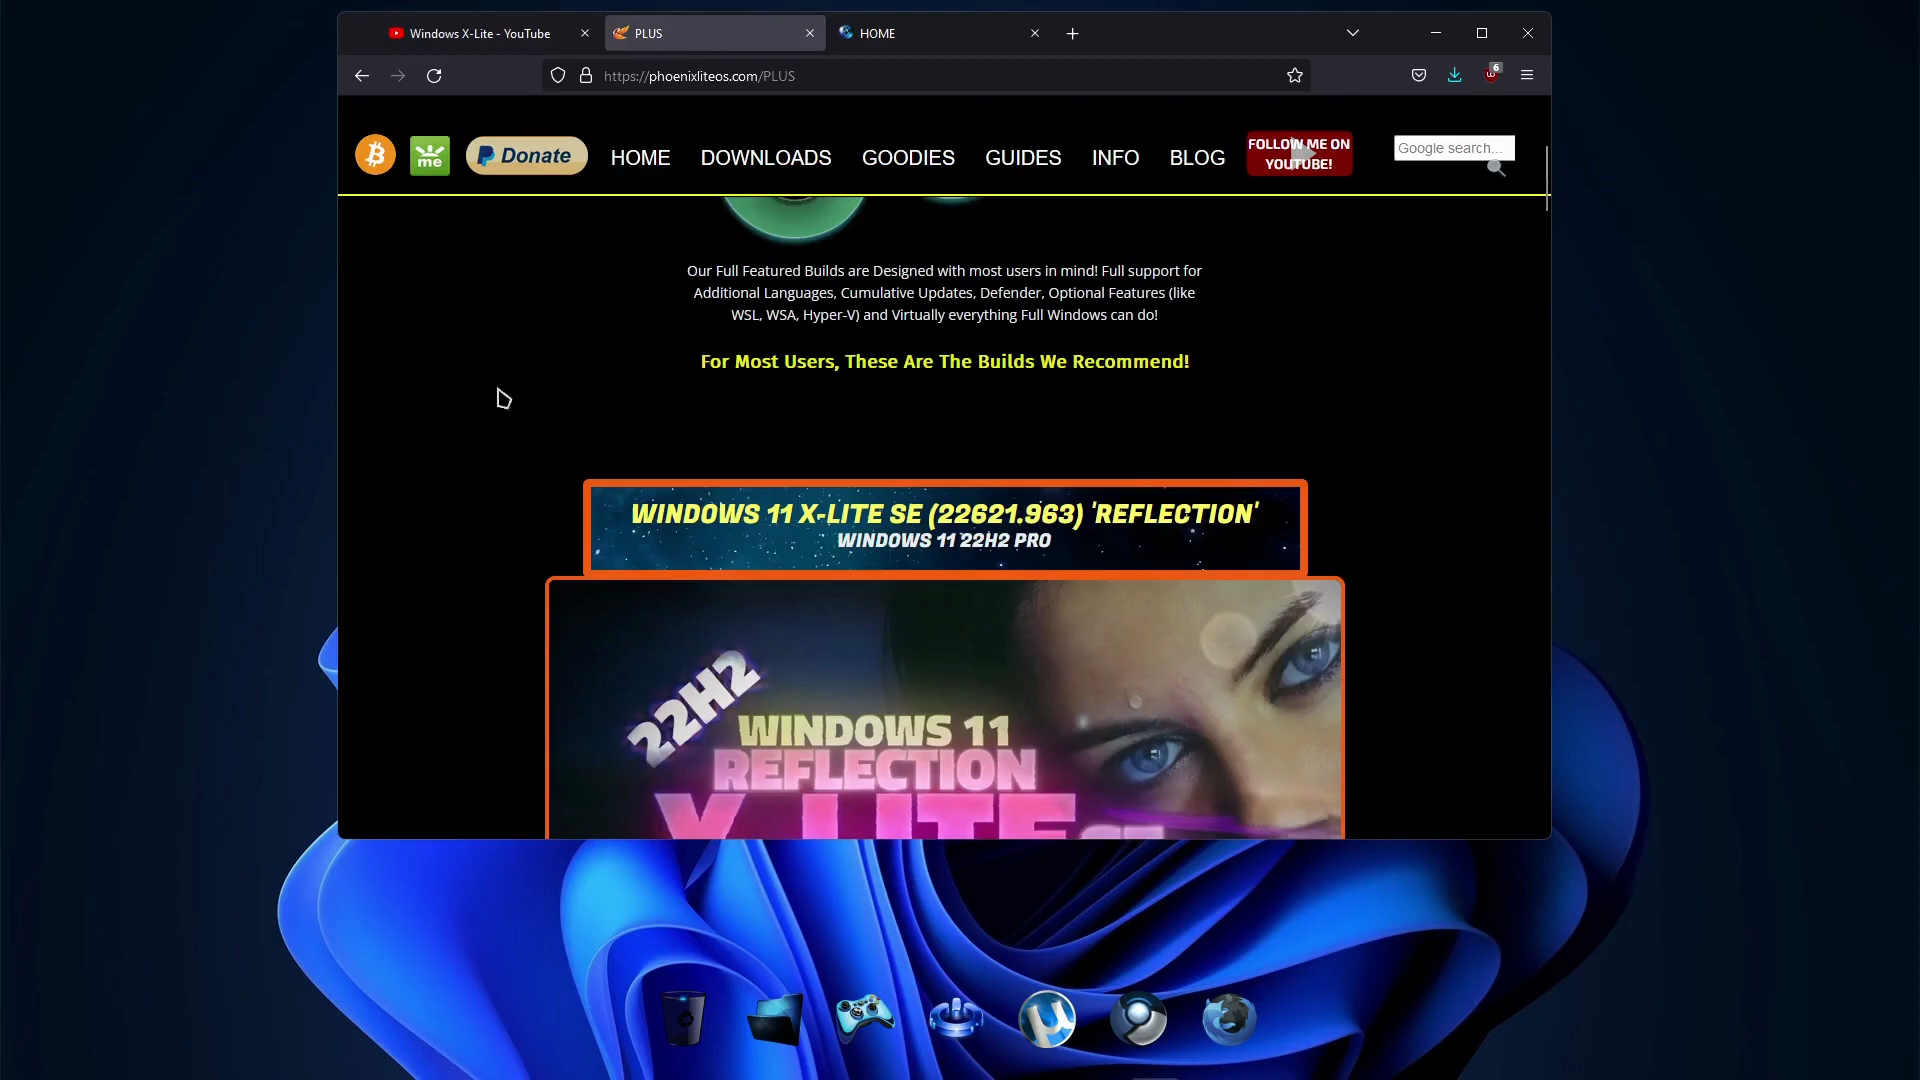 Windows X-Lite - YouTube
PLUS
HOME
https://phoenixliteos.com/PLUS
6
me
Donate
HOME
DOWNLOADS
GOODIES
GUIDES
INFO
BLOG
FOLLOW ME ON
YOUTUBE!
Google search...
Our Full Featured Builds are Designed with most users in mind! Full support for
Additional Languages, Cumulative Updates, Defender, Optional Features (like
WSL, WSA, Hyper-V) and Virtually everything Full Windows can do!
For Most Users, These Are The Builds We Recommend!
WINDOWS 11 X-LITE SE (22621.963) 'REFLECTION'
WINDOWS 11 22H2 PRO
22H2
WINDOWS 11
REFLECTION
X-LITE SE